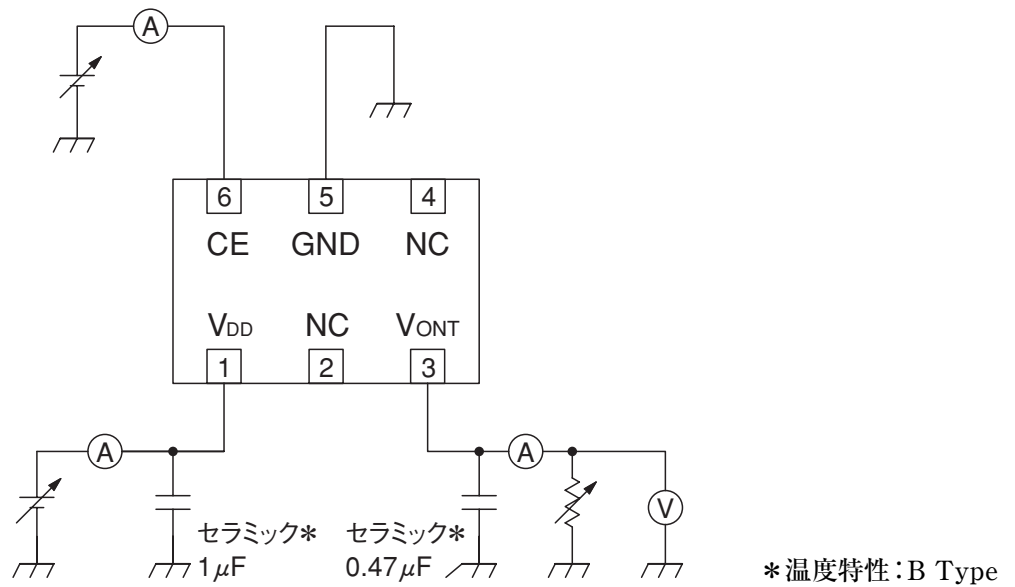 A
6 5 4
CE GND NC
VDD NC VONT
1 2 3
A A
V
セラミック* セラミック*
1μF 0.47μF
*温度特性:B Type